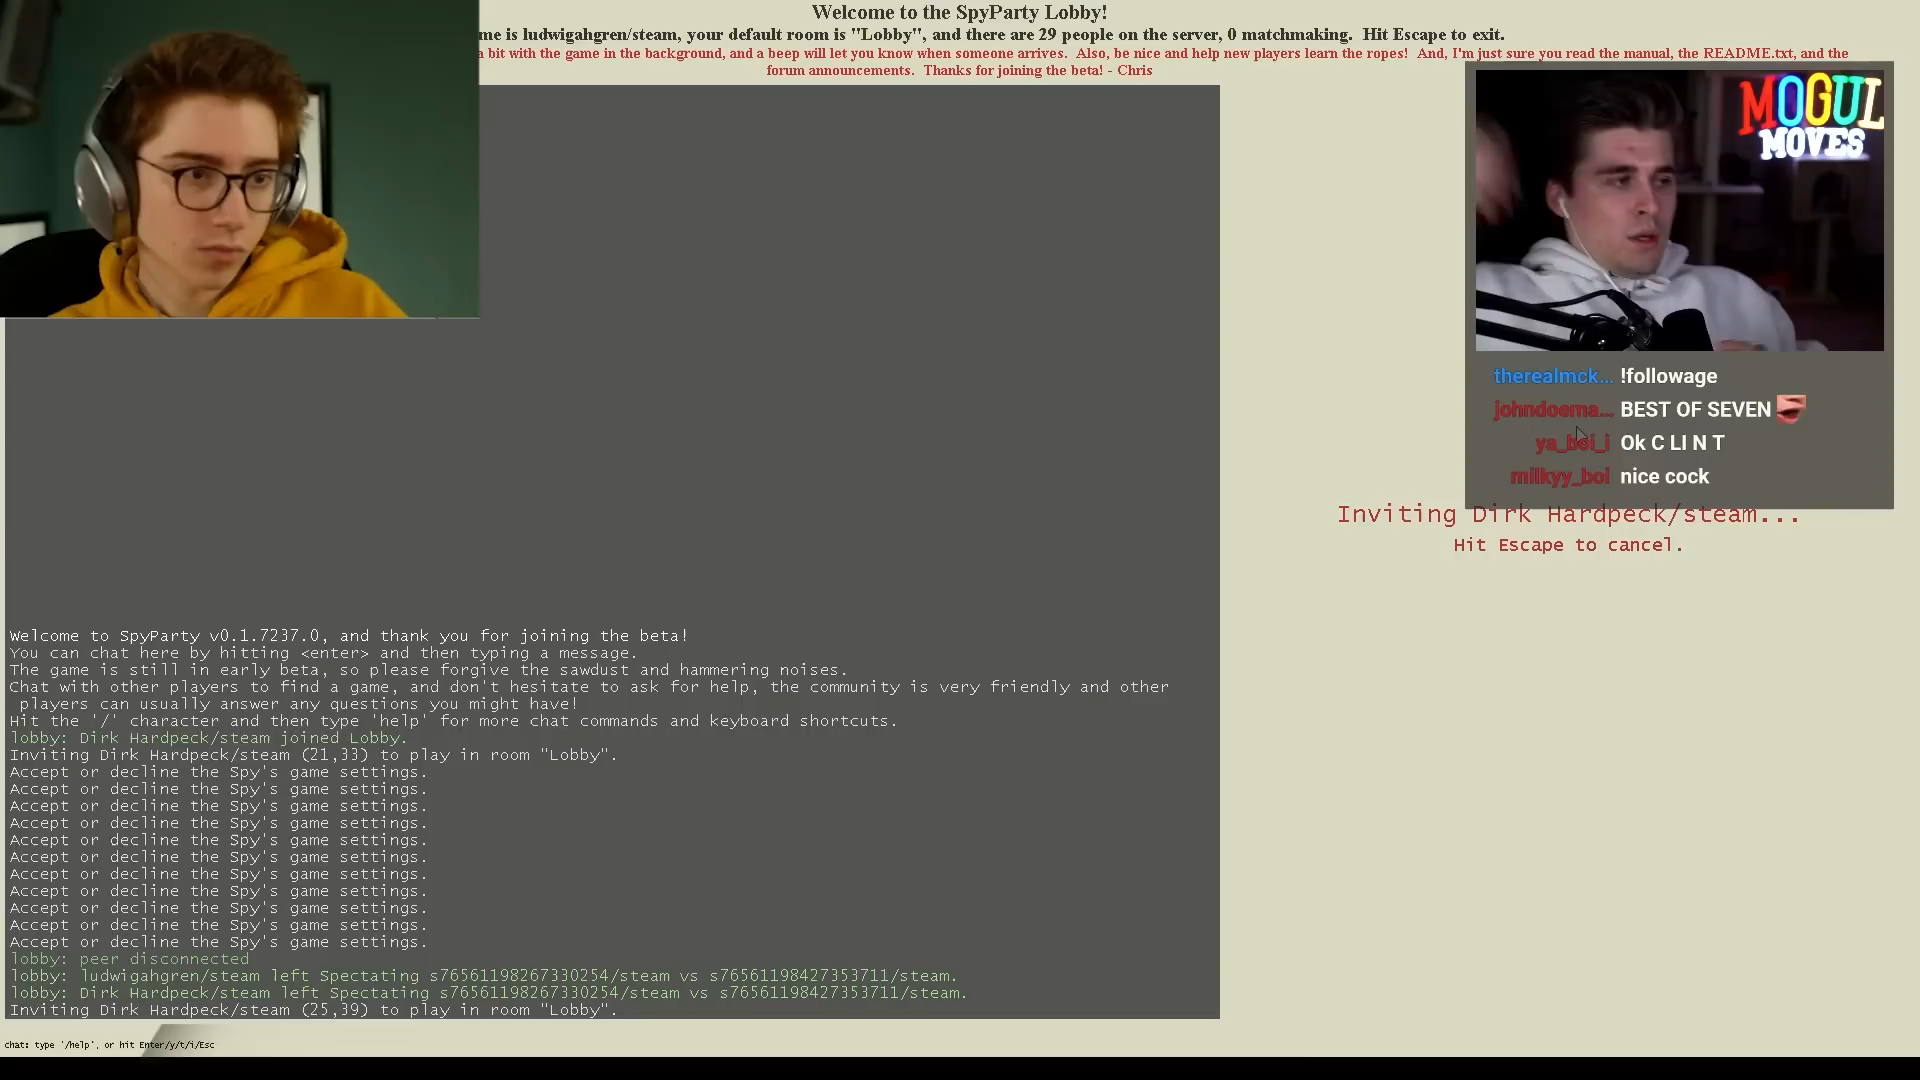 Welcome to the SpyParty Lobby!
me is ludwigahgren/steam, your default room is "Lobby", and there are 29 people on the server, 0 matchmaking. Hit Escape to exit.
a bit with the game in the background, and a beep will let you know when someone arrives. Also, be nice and help new players learn the ropes! And, I'm just sure you read the manual, the README.txt, and the
forum announcements. Thanks for joining the beta! - Chris
MOGUL
MOVES
therealmck... !followage
johndoema... BEST OF SEVEN
ya_boi_i Ok C LI N T
milkyy_boi nice cock
Inviting Dirk Hardpeck/steam...
Hit Escape to cancel.
Welcome to SpyParty v0.1.7237.0, and thank you for joining the beta!
You can chat here by hitting <enter> and then typing a message.
The game is still in early beta, so please forgive the sawdust and hammering noises.
Chat with other players to find a game, and don't hesitate to ask for help, the community is very friendly and other
players can usually answer any questions you might have!
Hit the '/' character and then type 'help' for more chat commands and keyboard shortcuts.
lobby: Dirk Hardpeck/steam joined Lobby.
Inviting Dirk Hardpeck/steam (21,33) to play in room "Lobby".
Accept or decline the Spy's game settings.
Accept or decline the Spy's game settings.
Accept or decline the Spy's game settings.
Accept or decline the Spy's game settings.
Accept or decline the Spy's game settings.
Accept or decline the Spy's game settings.
Accept or decline the Spy's game settings.
Accept or decline the Spy's game settings.
Accept or decline the Spy's game settings.
Accept or decline the Spy's game settings.
Accept or decline the Spy's game settings.
lobby: peer disconnected
lobby: ludwigahgren/steam left Spectating s76561198267330254/steam vs s76561198427353711/steam.
lobby: Dirk Hardpeck/steam left Spectating s76561198267330254/steam vs s76561198427353711/steam.
Inviting Dirk Hardpeck/steam (25,39) to play in room "Lobby".
chat: type '/help', or hit Enter/y/t/i/Esc